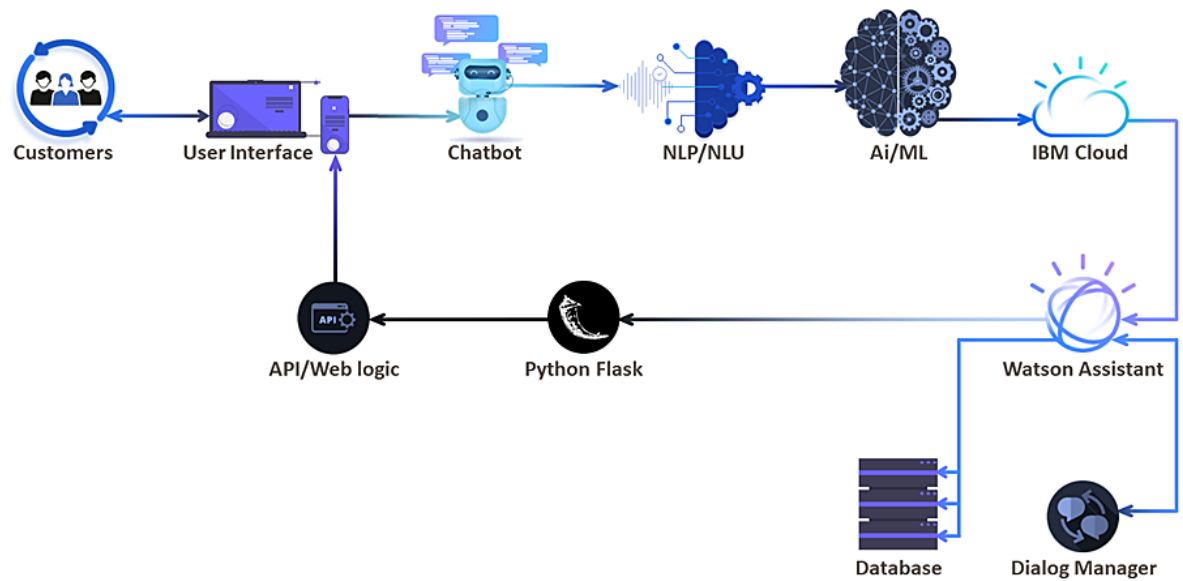 Customers
User Interface
Chatbot
NLP/NLU
Ai/ML
IBM Cloud
API
API/Web logic
Python Flask
Watson Assistant
Database
Dialog Manager